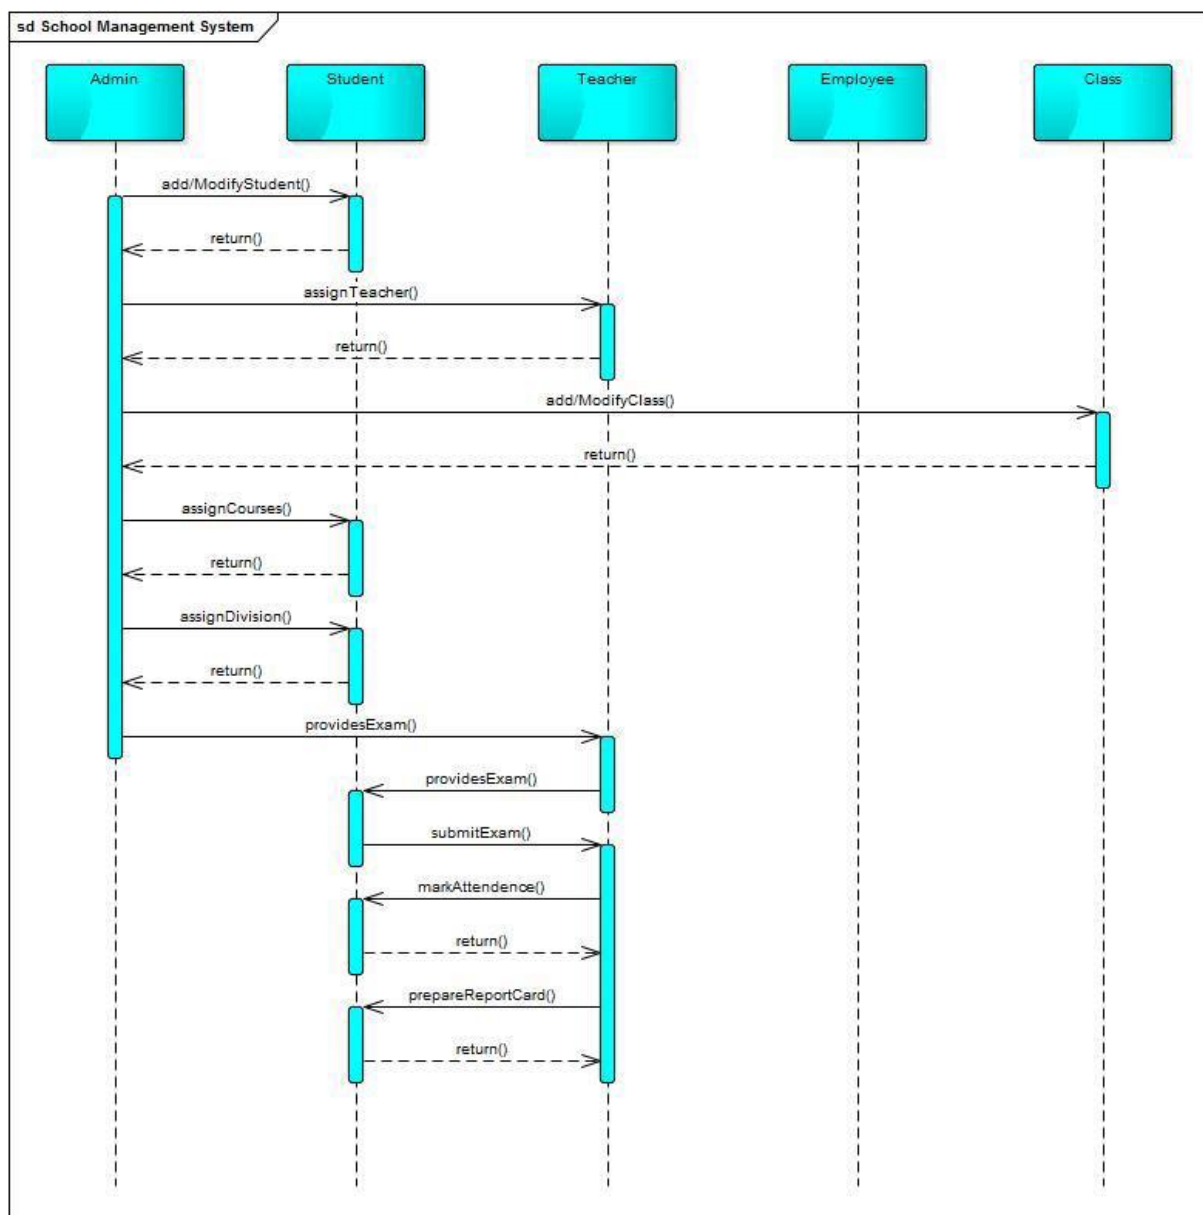 sd School Management System
Admin
Student
Teacher
Employee
Class
add/ModifyStudent()
return()
assignTeacher()
return()
add/ModifyClass()
return()
assignCourses()
return()
assignDivision()
return()
providesExam()
providesExam()
submitExam()
markAttendence()
return()
prepareReportCard()
return()